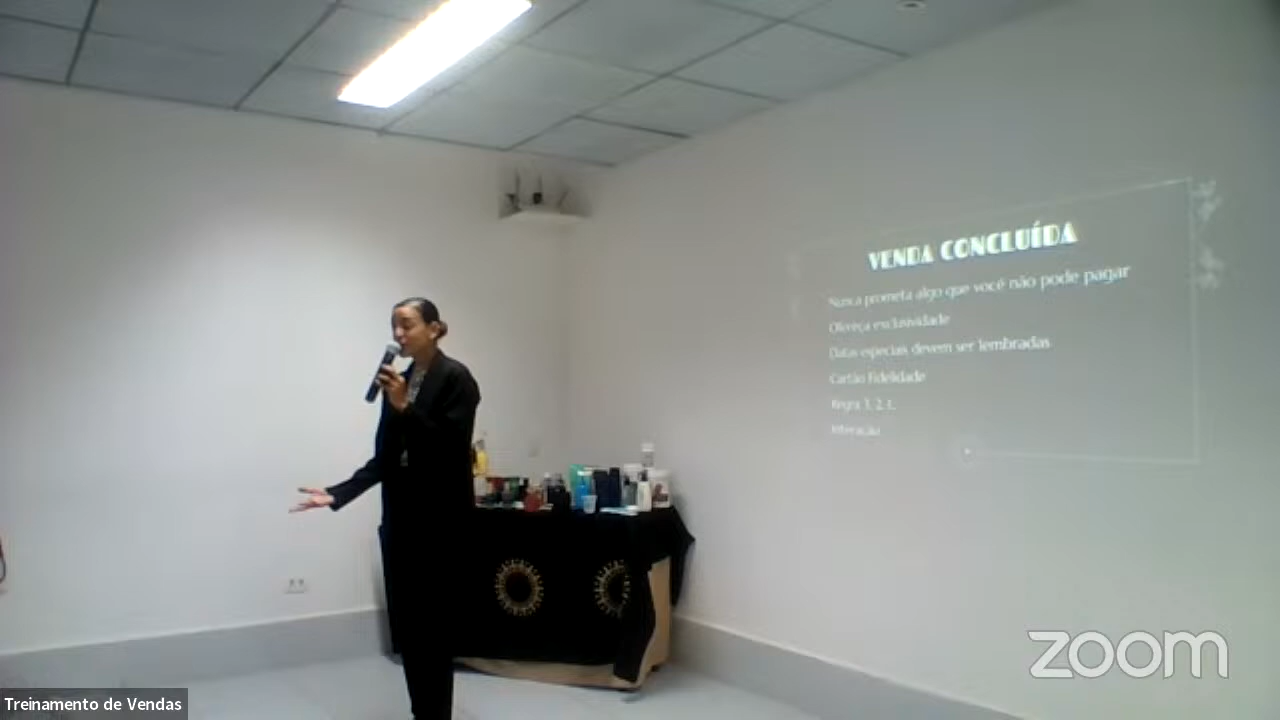 VENDA CONCLUÍDA
Nunca prometa algo que você não pode pagar
Ofereça exclusividade
Datas especiais devem ser lembradas
Cartão Fidelidade
Regra 3, 2, 1,
Interação
zoom
Treinamento de Vendas